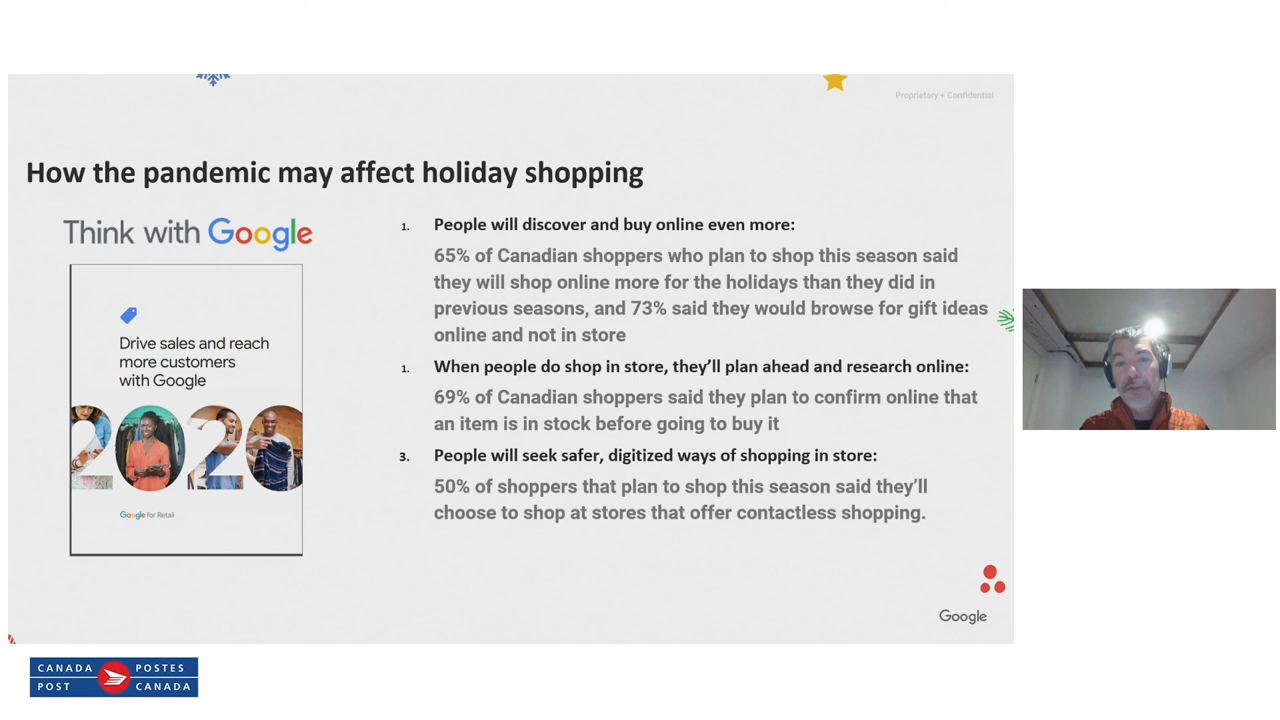 Proprietary + Confidential
How the pandemic may affect holiday shopping
Think with Google
Drive sales and reach
more customers
with Google
2020
Google for Retail
1. People will discover and buy online even more:
65% of Canadian shoppers who plan to shop this season said
they will shop online more for the holidays than they did in
previous seasons, and 73% said they would browse for gift ideas
online and not in store
1. When people do shop in store, they’ll plan ahead and research online:
69% of Canadian shoppers said they plan to confirm online that
an item is in stock before going to buy it
3. People will seek safer, digitized ways of shopping in store:
50% of shoppers that plan to shop this season said they’ll
choose to shop at stores that offer contactless shopping.
Google
CANADA POSTES
POST CANADA